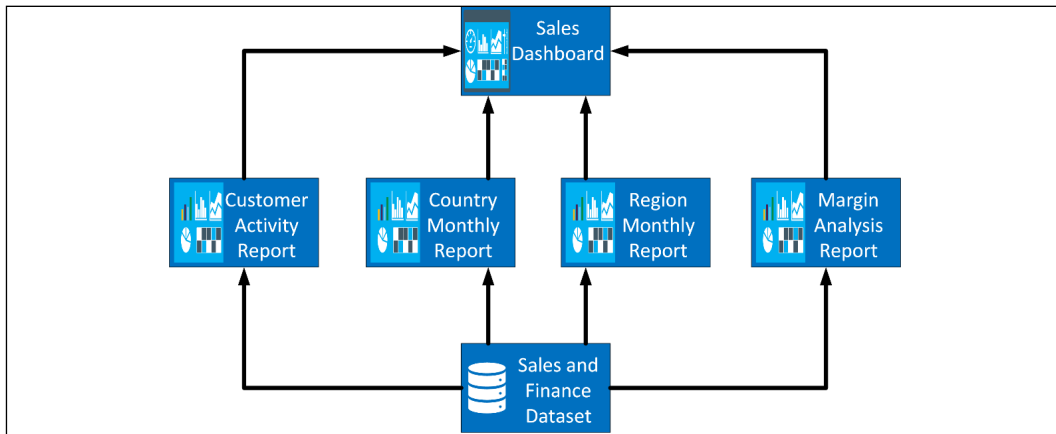 Sales
Dashboard
Customer
Activity
Report
Country
Monthly
Report
Region
Monthly
Report
Margin
Analysis
Report
Sales and
Finance
Dataset